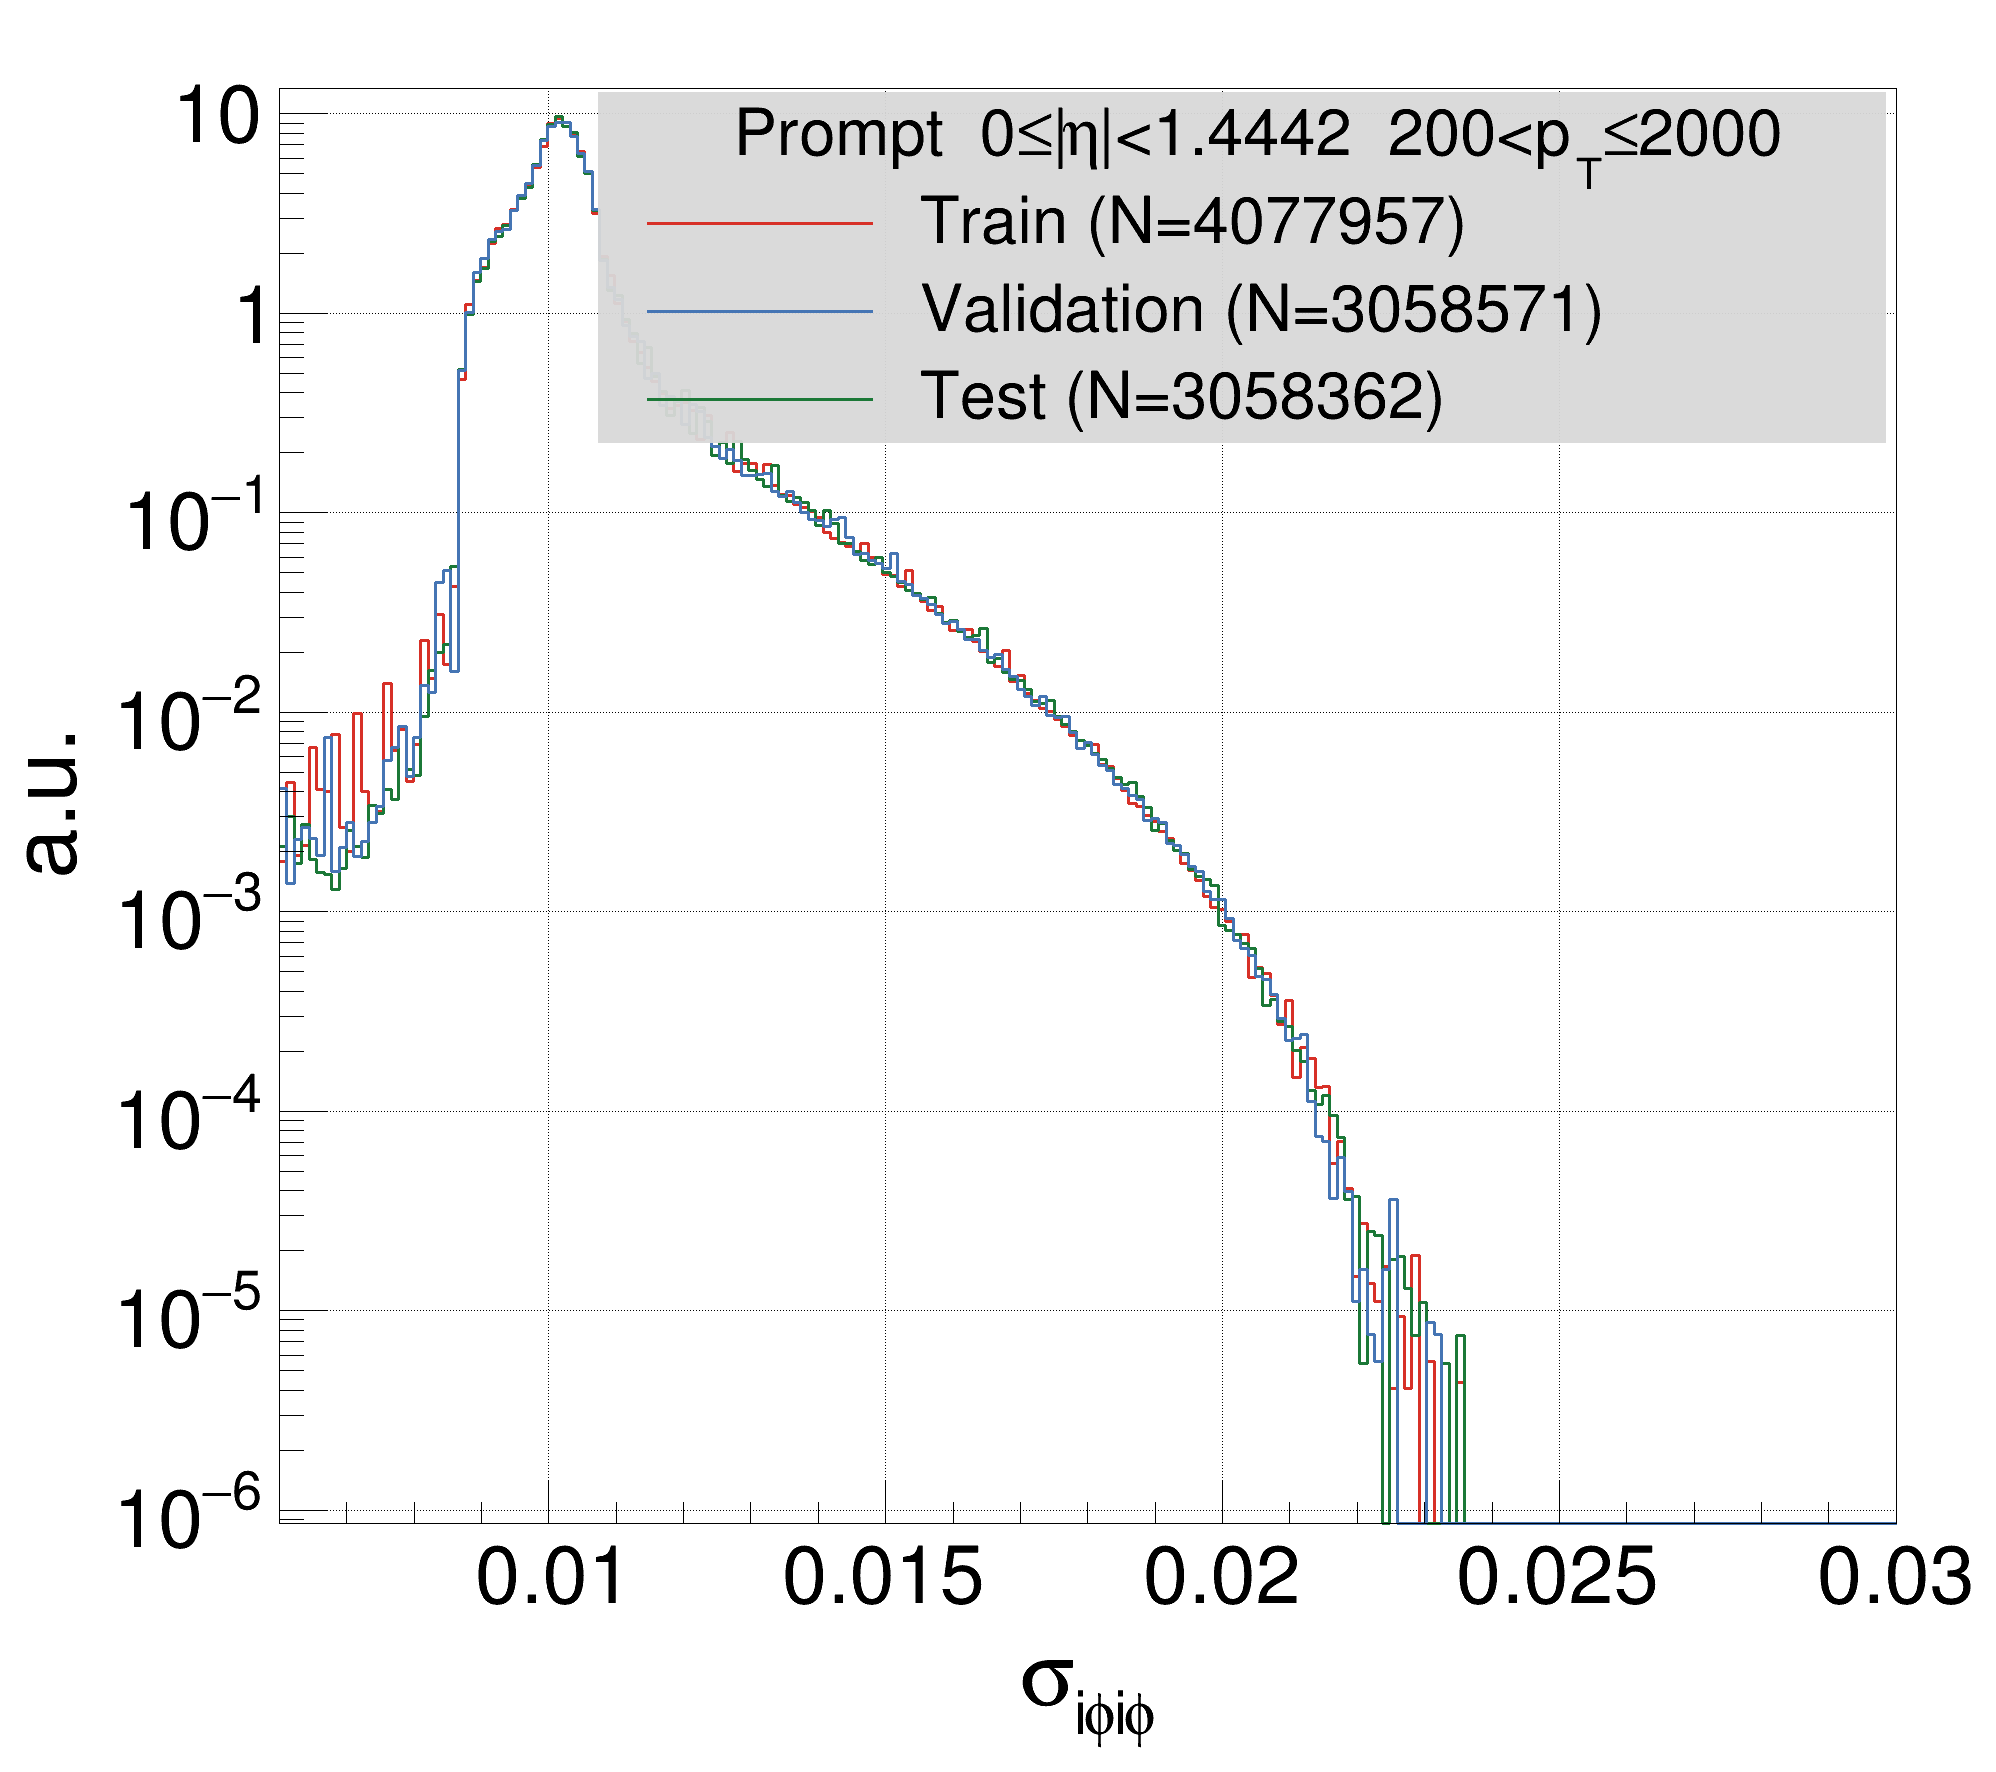 Prompt 0≤|η|<1.4442 200<p_T≤2000
Train (N=4077957)
Validation (N=3058571)
Test (N=3058362)
10
1
10⁻¹
10⁻²
10⁻³
10⁻⁴
10⁻⁵
10⁻⁶
a.u.
0.01 0.015 0.02 0.025 0.03
σ_iφiφ